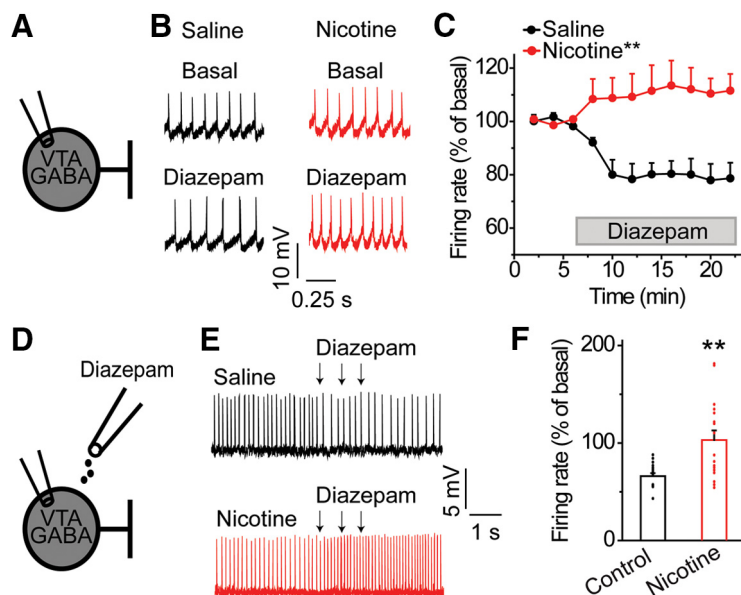 A
VTA
GABA
B
Saline
Nicotine
Basal
Basal
Diazepam
Diazepam
10 mV
0.25 s
C
Saline
Nicotine**
Firing rate (% of basal)
120
100
80
60
Diazepam
0
5
10
15
20
Time (min)
D
Diazepam
VTA
GABA
E
Diazepam
Saline
Diazepam
Nicotine
5 mV
1 s
F
Firing rate (% of basal)
200
100
0
**
Control
Nicotine